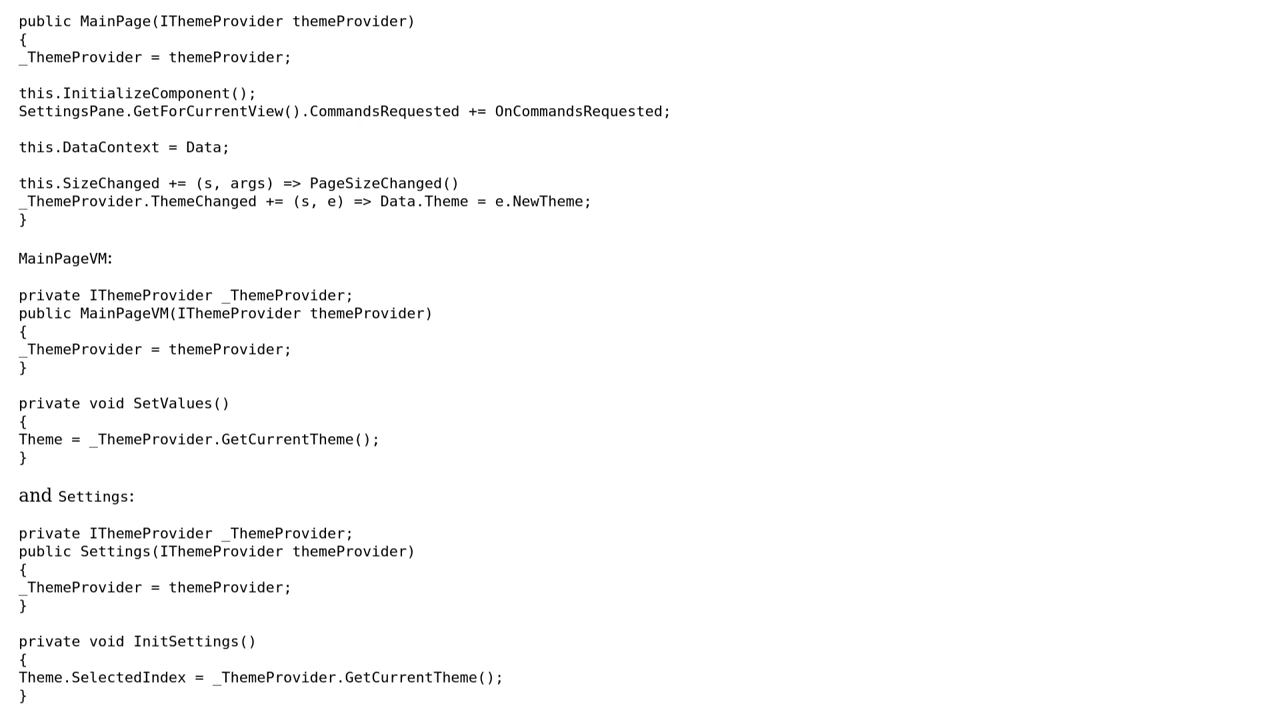 public MainPage(IThemeProvider themeProvider)
{
_ThemeProvider = themeProvider;
this.InitializeComponent();
SettingsPane.GetForCurrentView().CommandsRequested += OnCommandsRequested;
this.DataContext = Data;
this.SizeChanged += (s, args) => PageSizeChanged()
_ThemeProvider.ThemeChanged += (s, e) => Data.Theme = e.NewTheme;
}
MainPageVM:
private IThemeProvider _ThemeProvider;
public MainPageVM(IThemeProvider themeProvider)
{
_ThemeProvider = themeProvider;
}
private void SetValues()
{
Theme = _ThemeProvider.GetCurrentTheme();
}
and Settings:
private IThemeProvider _ThemeProvider;
public Settings(IThemeProvider themeProvider)
{
_ThemeProvider = themeProvider;
}
private void InitSettings()
{
Theme.SelectedIndex = _ThemeProvider.GetCurrentTheme();
}